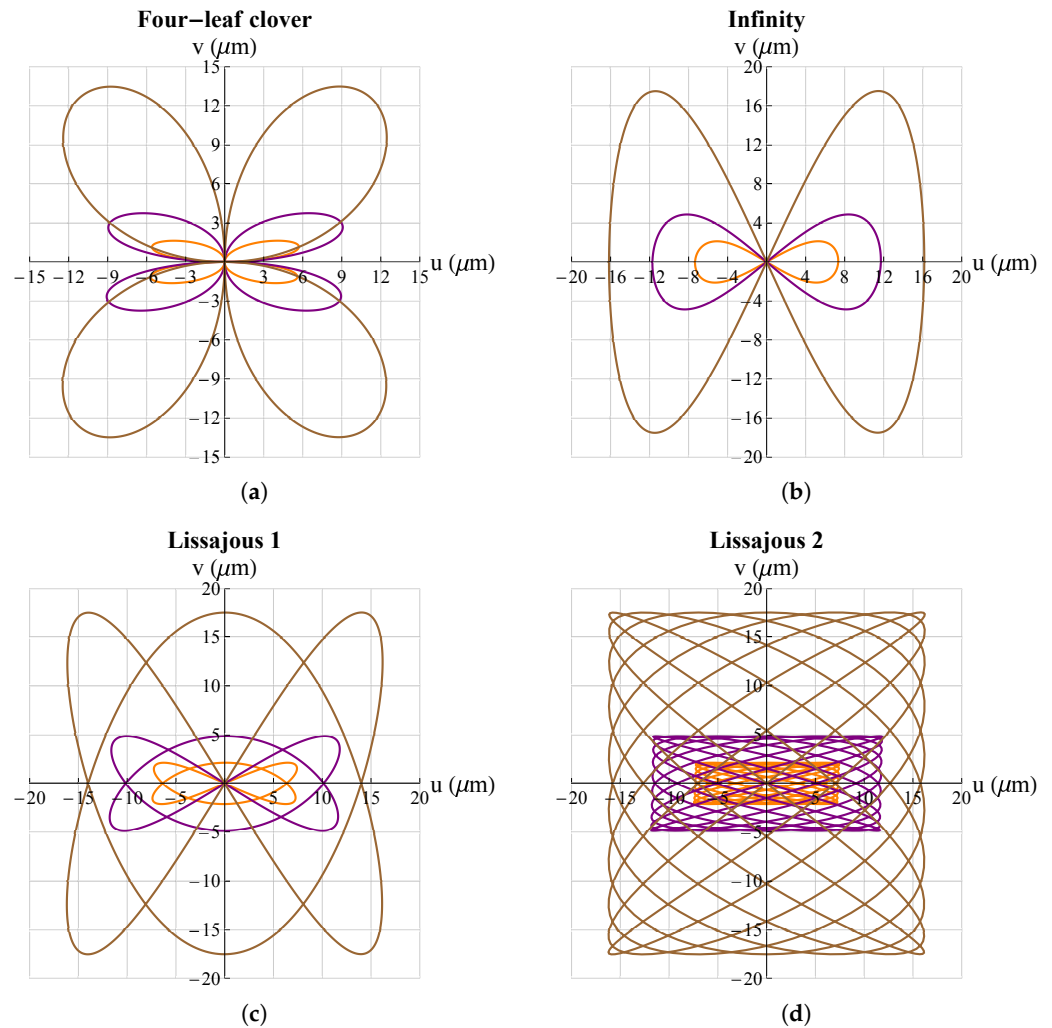 Four−leaf clover
v (μm)
15
12
9
6
3
−15 −12 −9 −6 −3 3 6 9 12 15 u (μm)
−3
−6
−9
−12
−15
(a)
Infinity
v (μm)
20
16
12
8
4
−20 −16 −12 −8 −4 4 8 12 16 20 u (μm)
−4
−8
−12
−16
−20
(b)
Lissajous 1
v (μm)
20
15
10
5
−20 −15 −10 −5 5 10 15 20 u (μm)
−5
−10
−15
−20
(c)
Lissajous 2
v (μm)
20
15
10
5
−20 −15 −10 −5 5 10 15 20 u (μm)
−5
−10
−15
−20
(d)